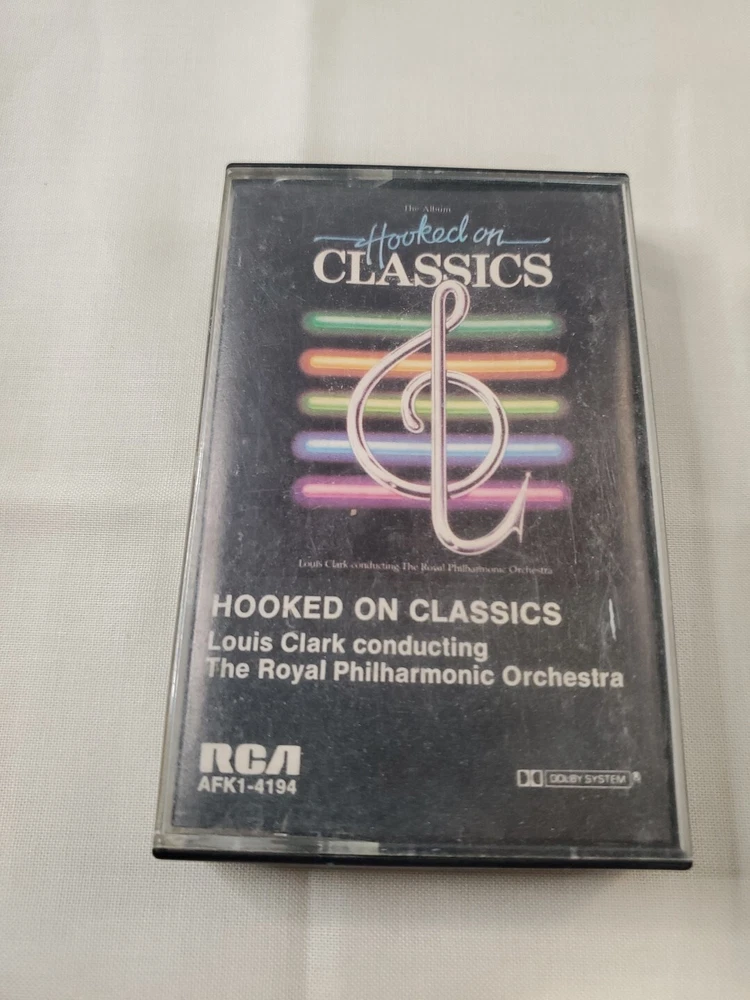 The Album
Hooked on
CLASSICS
Louis Clark conducting The Royal Philharmonic Orchestra
HOOKED ON CLASSICS
Louis Clark conducting
The Royal Philharmonic Orchestra
RCA
AFK1-4194
DOLBY SYSTEM®